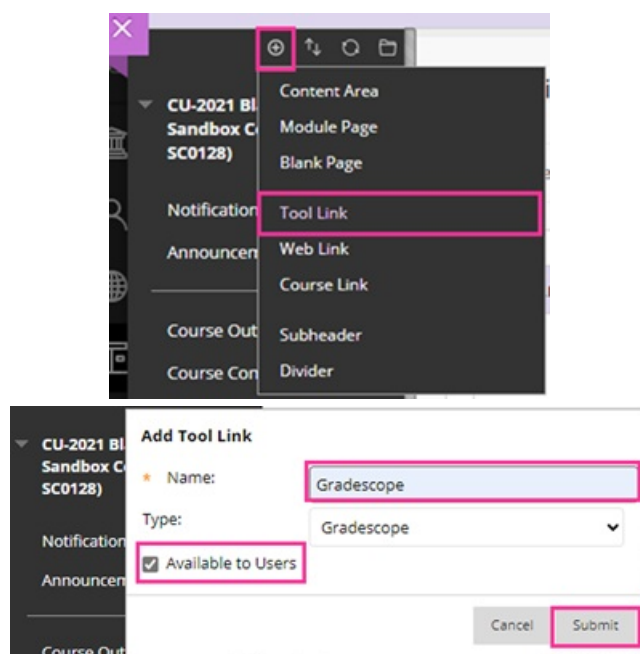 CU-2021 Bl
Sandbox C
SC0128)
Notification
Announcem
Course Out
Course Con
Content Area
Module Page
Blank Page
Tool Link
Web Link
Course Link
Subheader
Divider
CU-2021 Bl
Sandbox C
SC0128)
Notification
Announcem
Course Out
Add Tool Link
* Name:
Gradescope
Type:
Gradescope
Available to Users
Cancel
Submit